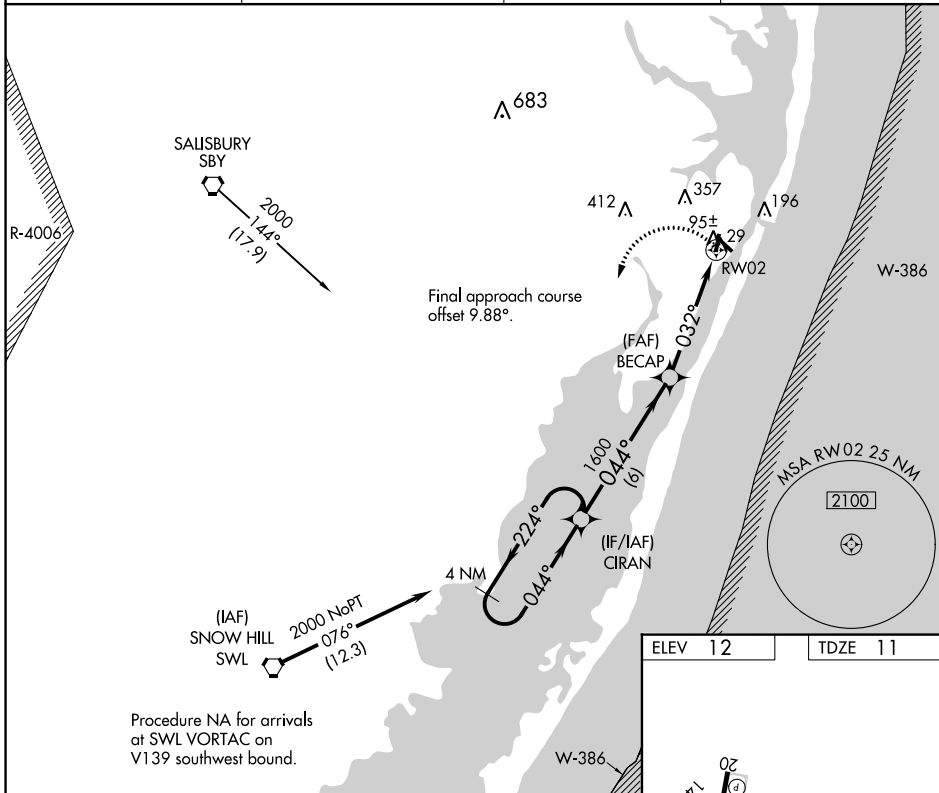 683
SALISBURY
SBY
2000
144°
(17.9)
R-4006
412
357
196
95±
29
RW02
W-386
Final approach course
offset 9.88°.
(FAF)
BECAP
032°
1600
044°
(6)
MSA RW02 25 NM
2100
224°
(IF/IAF)
CIRAN
4 NM
044°
(IAF)
SNOW HILL
SWL
2000 NoPT
076°
(12.3)
ELEV 12
TDZE 11
Procedure NA for arrivals
at SWL VORTAC on
V139 southwest bound.
W-386
20
P